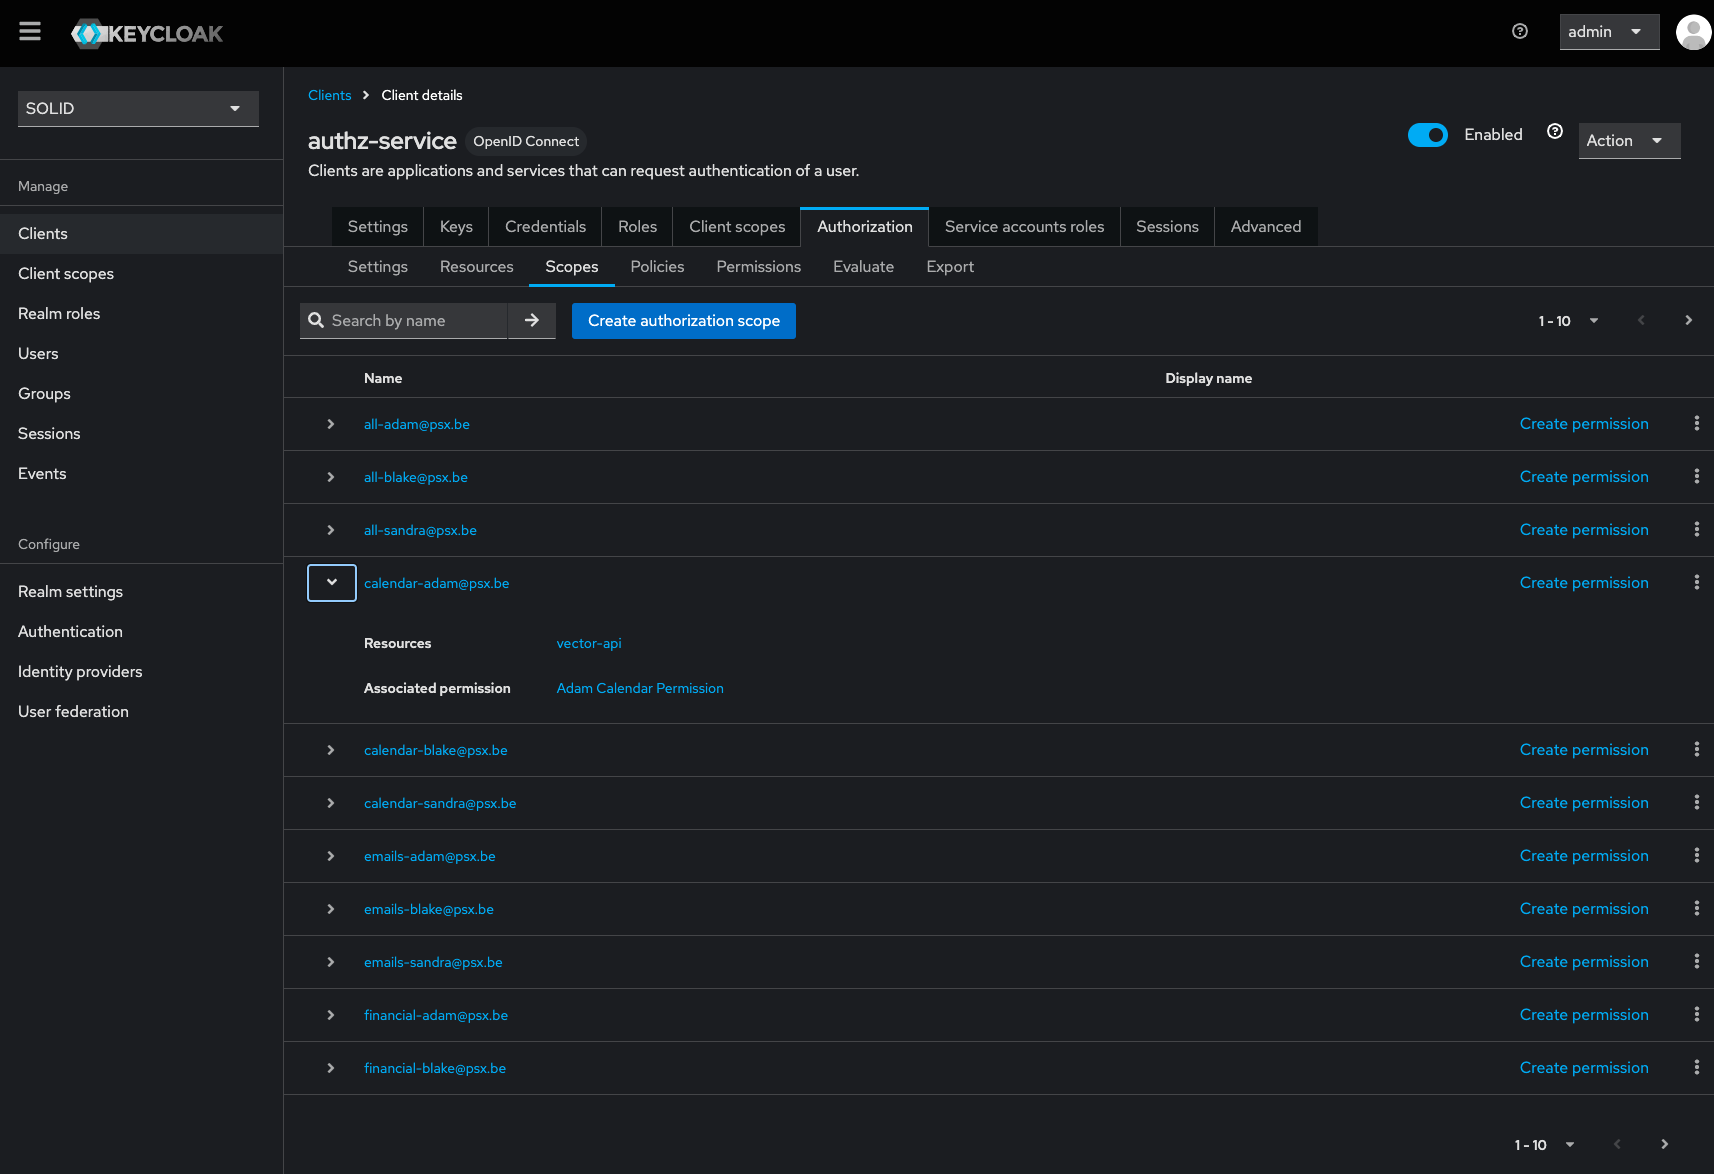 KEYCLOAK
admin
SOLID
Manage
Clients
Client scopes
Realm roles
Users
Groups
Sessions
Events
Configure
Realm settings
Authentication
Identity providers
User federation
Clients Client details
authz-service OpenID Connect
Enabled
Action
Clients are applications and services that can request authentication of a user.
Settings Keys Credentials Roles Client scopes Authorization Service accounts roles Sessions Advanced
Settings Resources Scopes Policies Permissions Evaluate Export
Search by name Create authorization scope 1 - 10
Name Display name
all-adam@psx.be Create permission
all-blake@psx.be Create permission
all-sandra@psx.be Create permission
calendar-adam@psx.be Create permission
Resources vector-api
Associated permission Adam Calendar Permission
calendar-blake@psx.be Create permission
calendar-sandra@psx.be Create permission
emails-adam@psx.be Create permission
emails-blake@psx.be Create permission
emails-sandra@psx.be Create permission
financial-adam@psx.be Create permission
financial-blake@psx.be Create permission
1 - 10